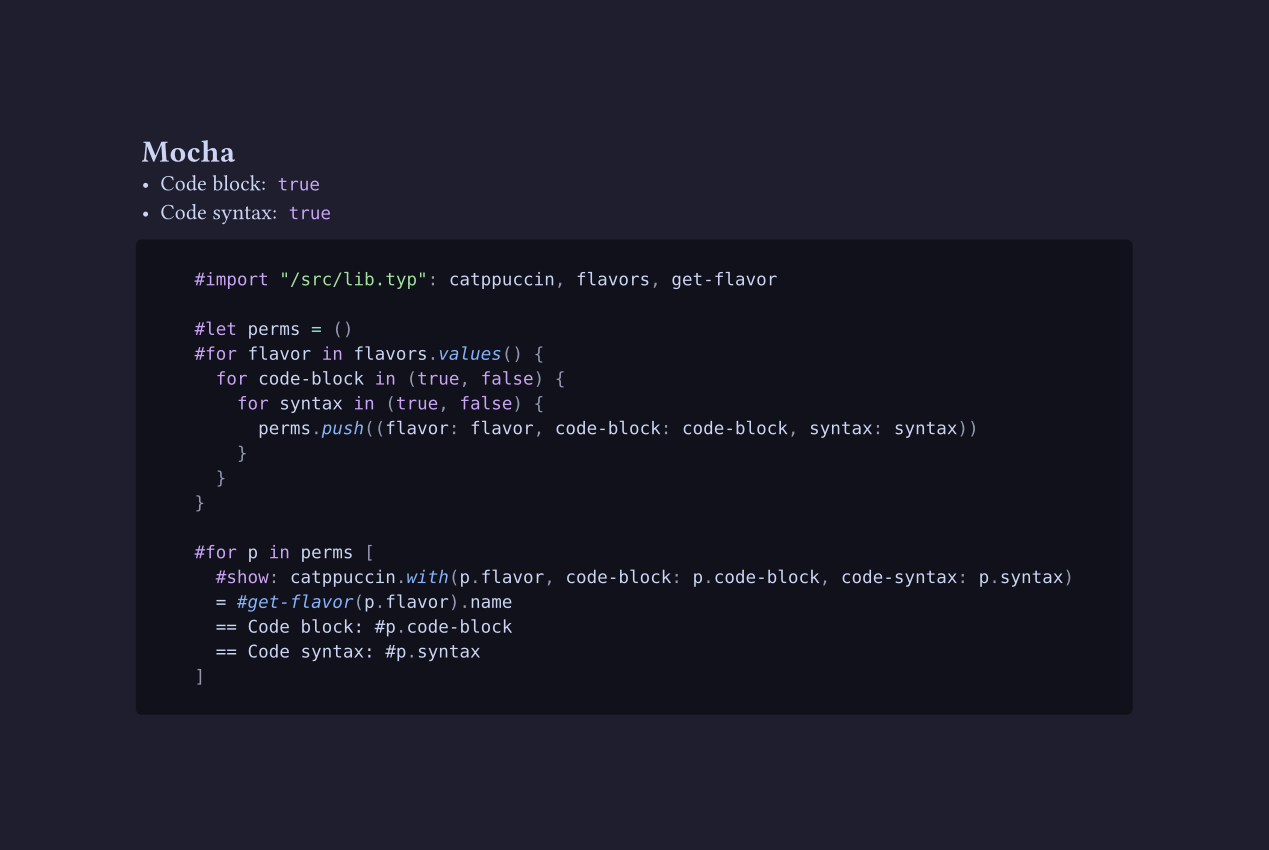 Mocha
• Code block: true
• Code syntax: true
#import "/src/lib.typ": catppuccin, flavors, get-flavor
#let perms = ()
#for flavor in flavors.values() {
  for code-block in (true, false) {
    for syntax in (true, false) {
      perms.push((flavor: flavor, code-block: code-block, syntax: syntax))
    }
  }
}
#for p in perms [
  #show: catppuccin.with(p.flavor, code-block: p.code-block, code-syntax: p.syntax)
  = #get-flavor(p.flavor).name
  == Code block: #p.code-block
  == Code syntax: #p.syntax
]